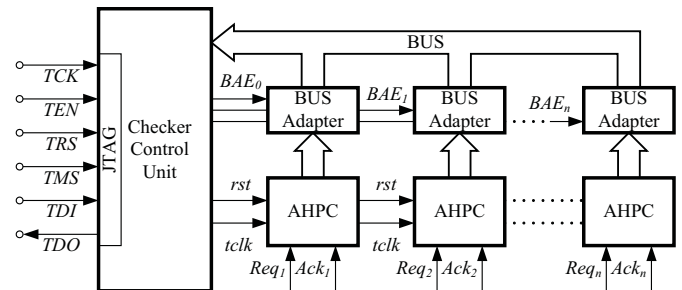 BUS
TCK
TEN
TRS
TMS
TDI
TDO
JTAG
Checker
Control
Unit
BAE0
BUS
Adapter
BAE1
BUS
Adapter
BAEn
BUS
Adapter
rst
tclk
AHPC
rst
tclk
AHPC
AHPC
Req1 Ack1
Req2 Ack2
Reqn Ackn